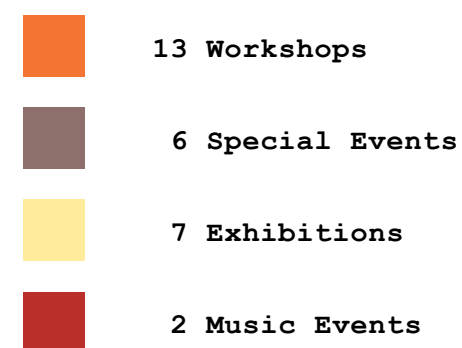 13 Workshops
6 Special Events
7 Exhibitions
2 Music Events